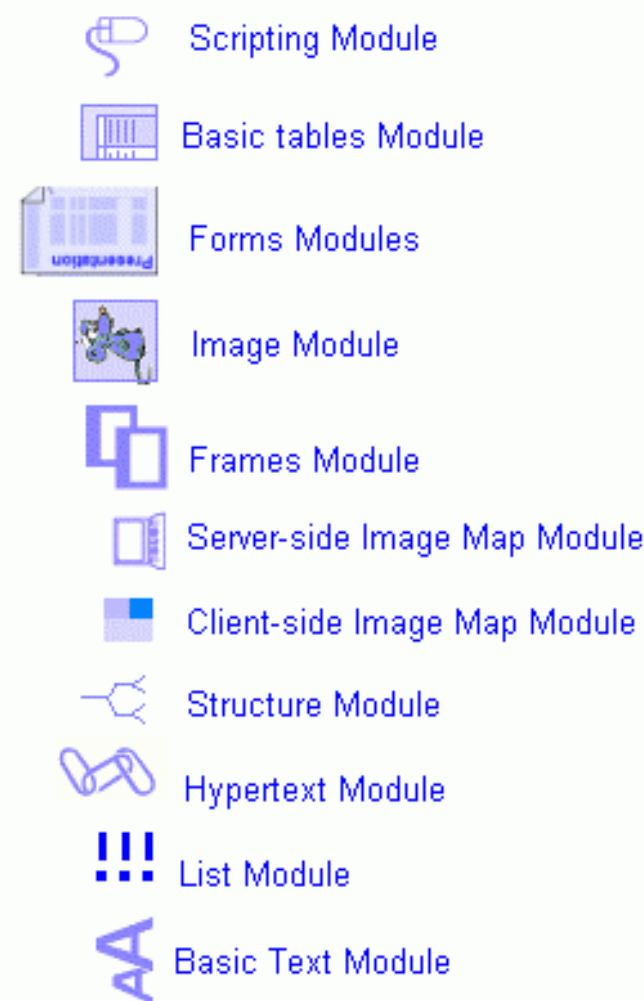 Scripting Module
Basic tables Module
Presentation
Forms Modules
Image Module
Frames Module
Server-side Image Map Module
Client-side Image Map Module
Structure Module
Hypertext Module
!!! List Module
AA Basic Text Module